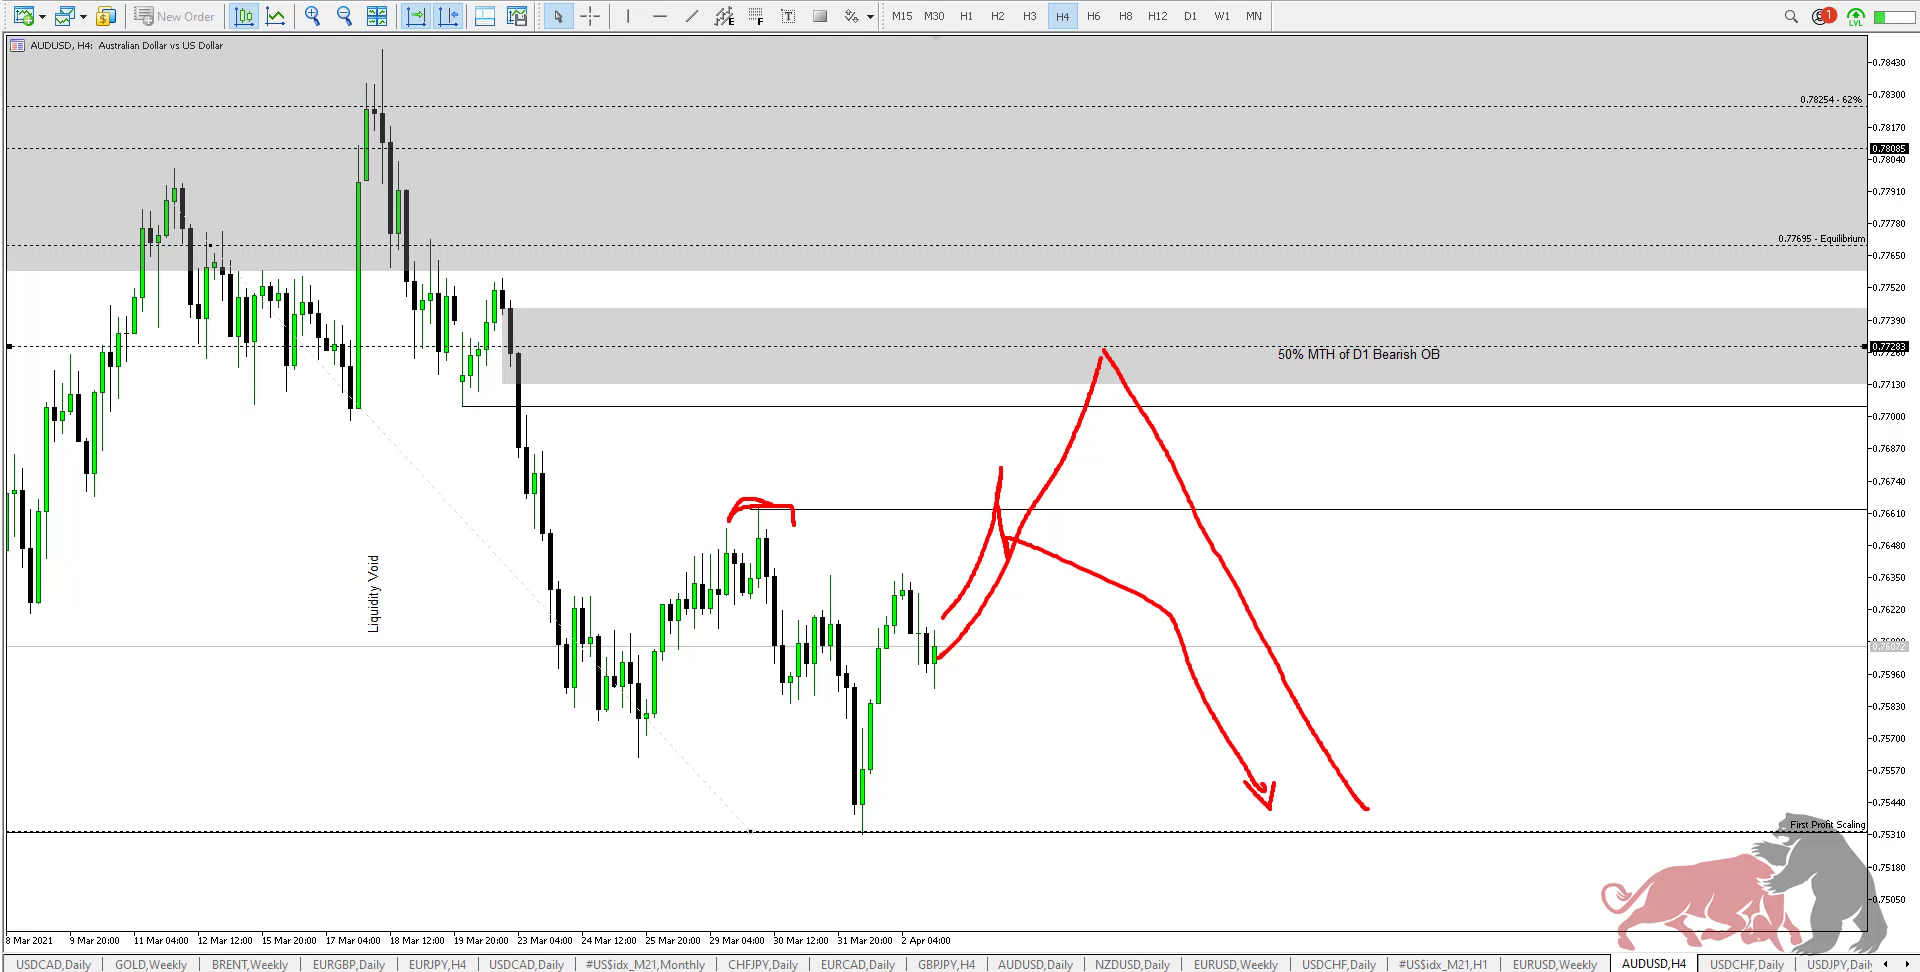 New Order
E
F
T
M15
M30
H1
H2
H3
H4
H6
H8
H12
D1
W1
MN
1
LVL
AUDUSD, H4: Australian Dollar vs US Dollar
0.78430
0.78300
0.78254 - 62%
0.78170
0.78085
0.78040
0.77910
0.77780
0.77695 - Equilibrium
0.77650
0.77520
0.77390
0.77283
50% MTH of D1 Bearish OB
0.77130
0.77000
0.76870
0.76740
0.76610
0.76480
0.76350
Liquidity Void
0.76220
0.76072
0.75960
0.75830
0.75700
0.75570
0.75440
First Profit Scaling
0.75310
0.75180
0.75050
8 Mar 2021
9 Mar 20:00
11 Mar 04:00
12 Mar 12:00
15 Mar 20:00
17 Mar 04:00
18 Mar 12:00
19 Mar 20:00
23 Mar 04:00
24 Mar 12:00
25 Mar 20:00
29 Mar 04:00
30 Mar 12:00
31 Mar 20:00
2 Apr 04:00
USDCAD,Daily
GOLD,Weekly
BRENT,Weekly
EURGBP,Daily
EURJPY,H4
USDCAD,Daily
#US$idx_M21,Monthly
CHFJPY,Daily
EURCAD,Daily
GBPJPY,H4
AUDUSD,Daily
NZDUSD,Daily
EURUSD,Weekly
USDCHF,Daily
#US$idx_M21,H1
EURUSD,Weekly
AUDUSD,H4
USDCHF,Daily
USDJPY,Dail